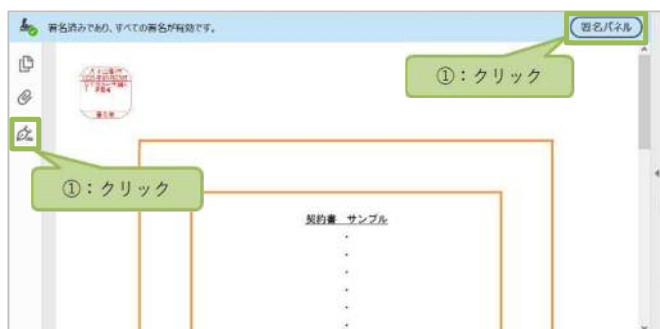 署名済みであり、すべての署名が有効です。
署名パネル
①：クリック
①：クリック
契約書　サンプル